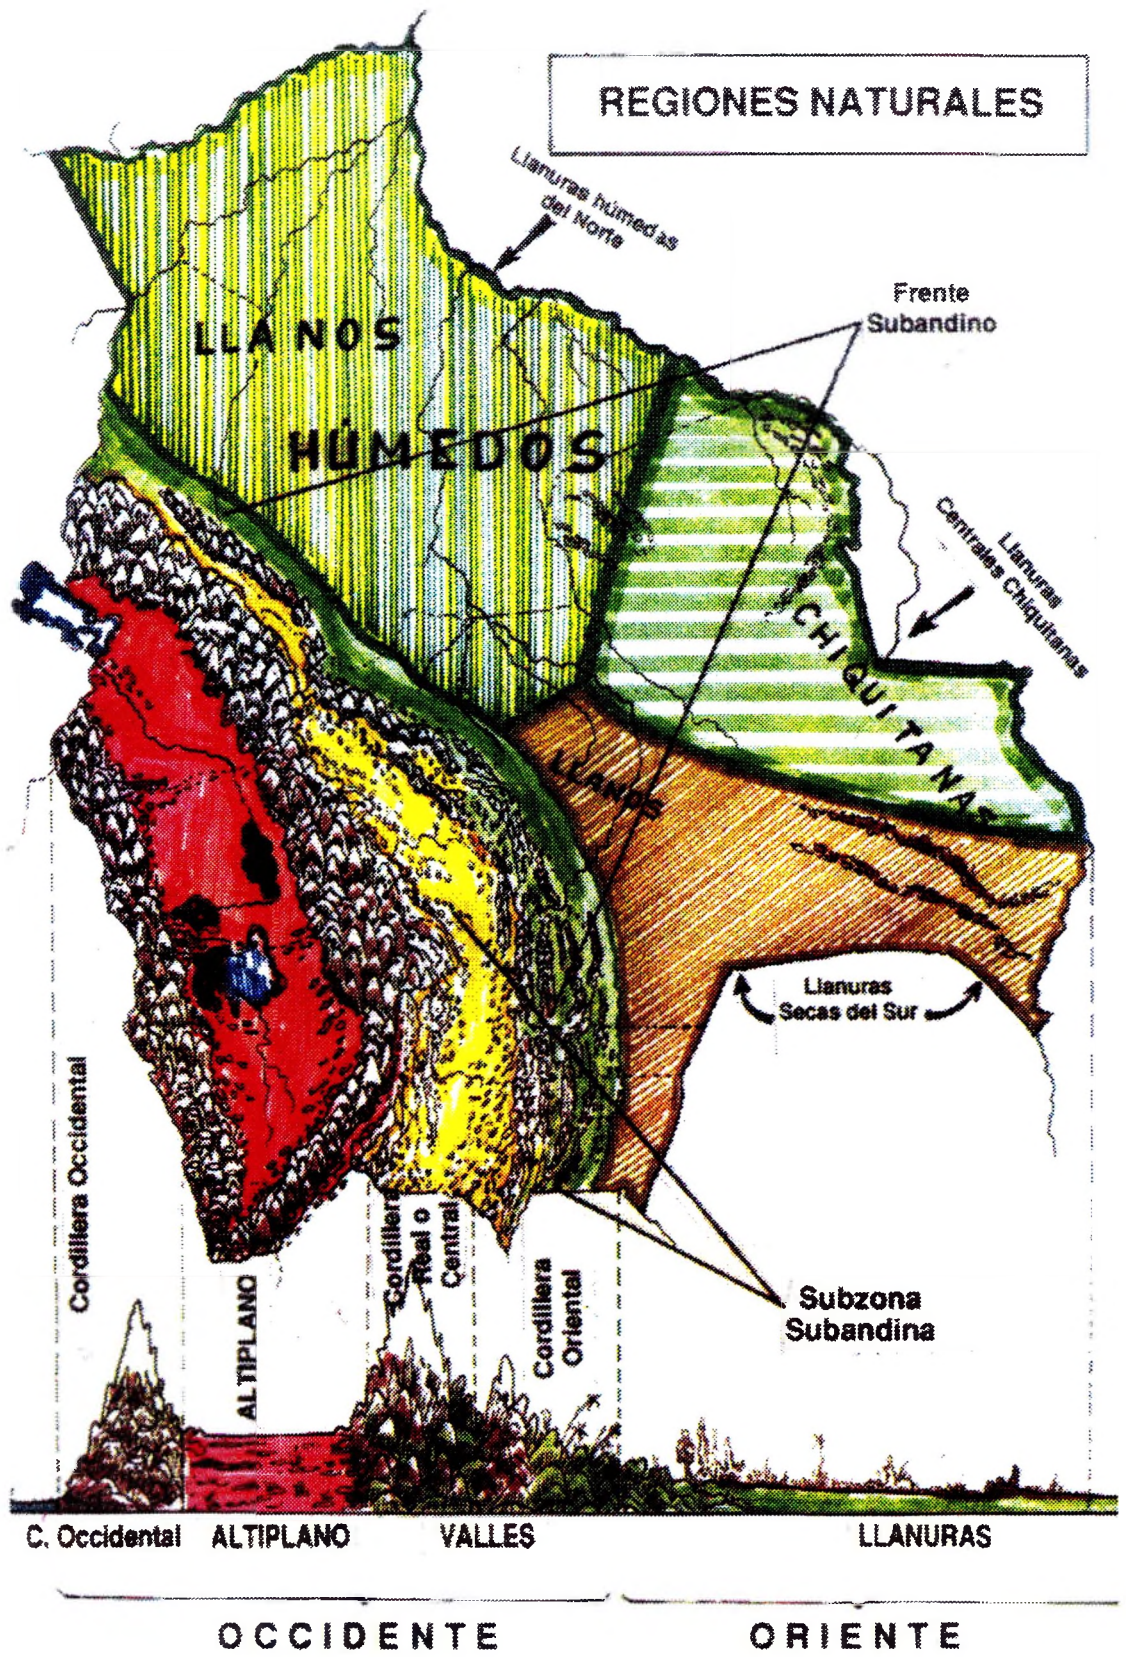 REGIONES NATURALES
Llanuras húmedas
del Norte
Frente
Subandino
LLANOS
HÚMEDOS
Llanuras
Centrales Chiquitanas
CHIQUITANAS
LLANOS
Llanuras
Secas del Sur
Cordillera Occidental
ALTIPLANO
Cordillera
Real o
Central
Cordillera
Oriental
Subzona
Subandina
C. Occidental
ALTIPLANO
VALLES
LLANURAS
OCCIDENTE
ORIENTE